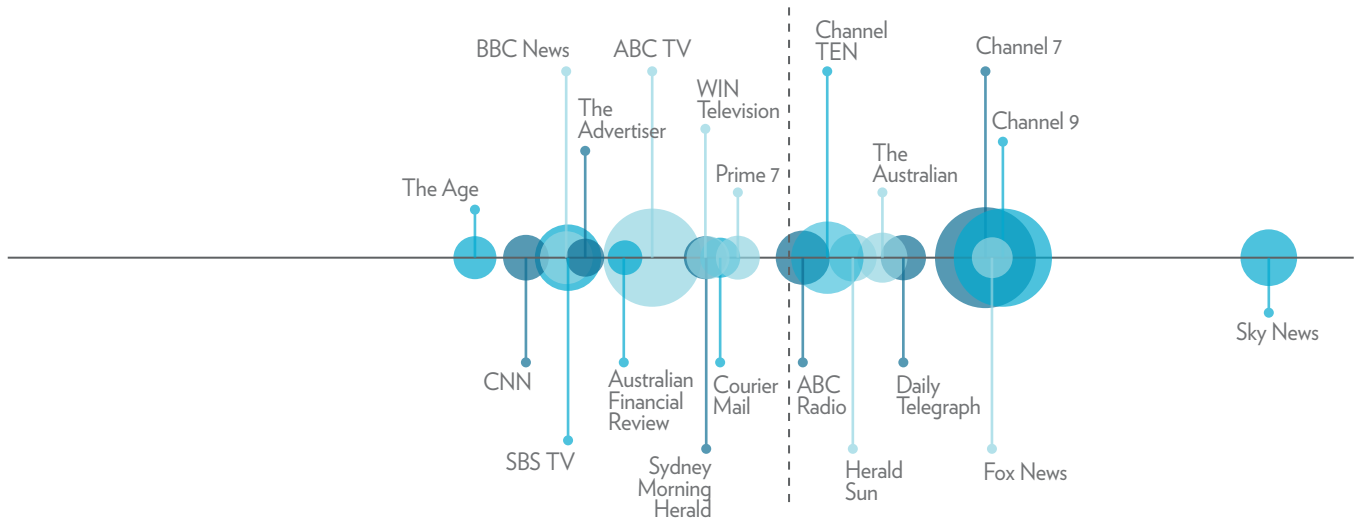 BBC News
ABC TV
Channel
TEN
Channel 7
The
Advertiser
WIN
Television
Channel 9
The Age
Prime 7
The
Australian
CNN
Australian
Financial
Review
Courier
Mail
ABC
Radio
Daily
Telegraph
Sky News
SBS TV
Sydney
Morning
Herald
Herald
Sun
Fox News